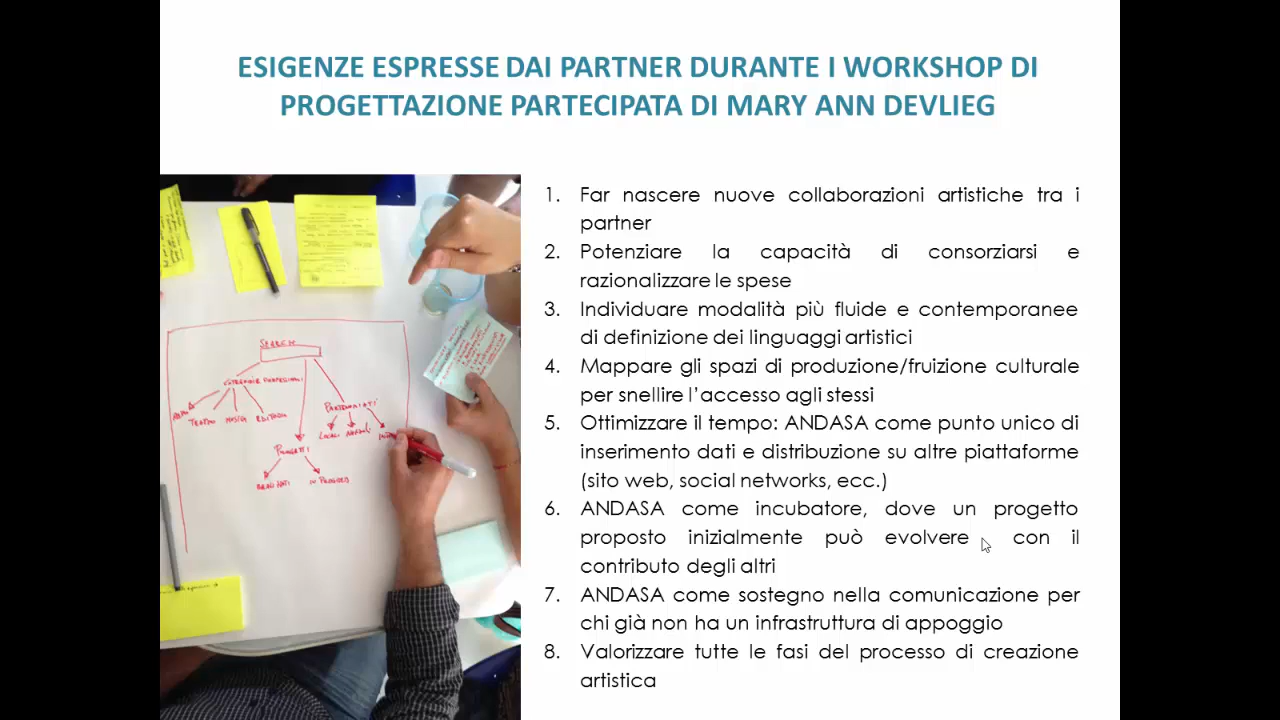 ESIGENZE ESPRESSE DAI PARTNER DURANTE I WORKSHOP DI
PROGETTAZIONE PARTECIPATA DI MARY ANN DEVLIEG
1. Far nascere nuove collaborazioni artistiche tra i
partner
2. Potenziare la capacità di consorziarsi e
razionalizzare le spese
3. Individuare modalità più fluide e contemporanee
di definizione dei linguaggi artistici
4. Mappare gli spazi di produzione/fruizione culturale
per snellire l’accesso agli stessi
5. Ottimizzare il tempo: ANDASA come punto unico di
inserimento dati e distribuzione su altre piattaforme
(sito web, social networks, ecc.)
6. ANDASA come incubatore, dove un progetto
proposto inizialmente può evolvere con il
contributo degli altri
7. ANDASA come sostegno nella comunicazione per
chi già non ha un infrastruttura di appoggio
8. Valorizzare tutte le fasi del processo di creazione
artistica
SEARCH
TEATRO MUSICA EDITORIA
PARTENARIATI
LOCALI
PROGETTI
IN PROGRESS